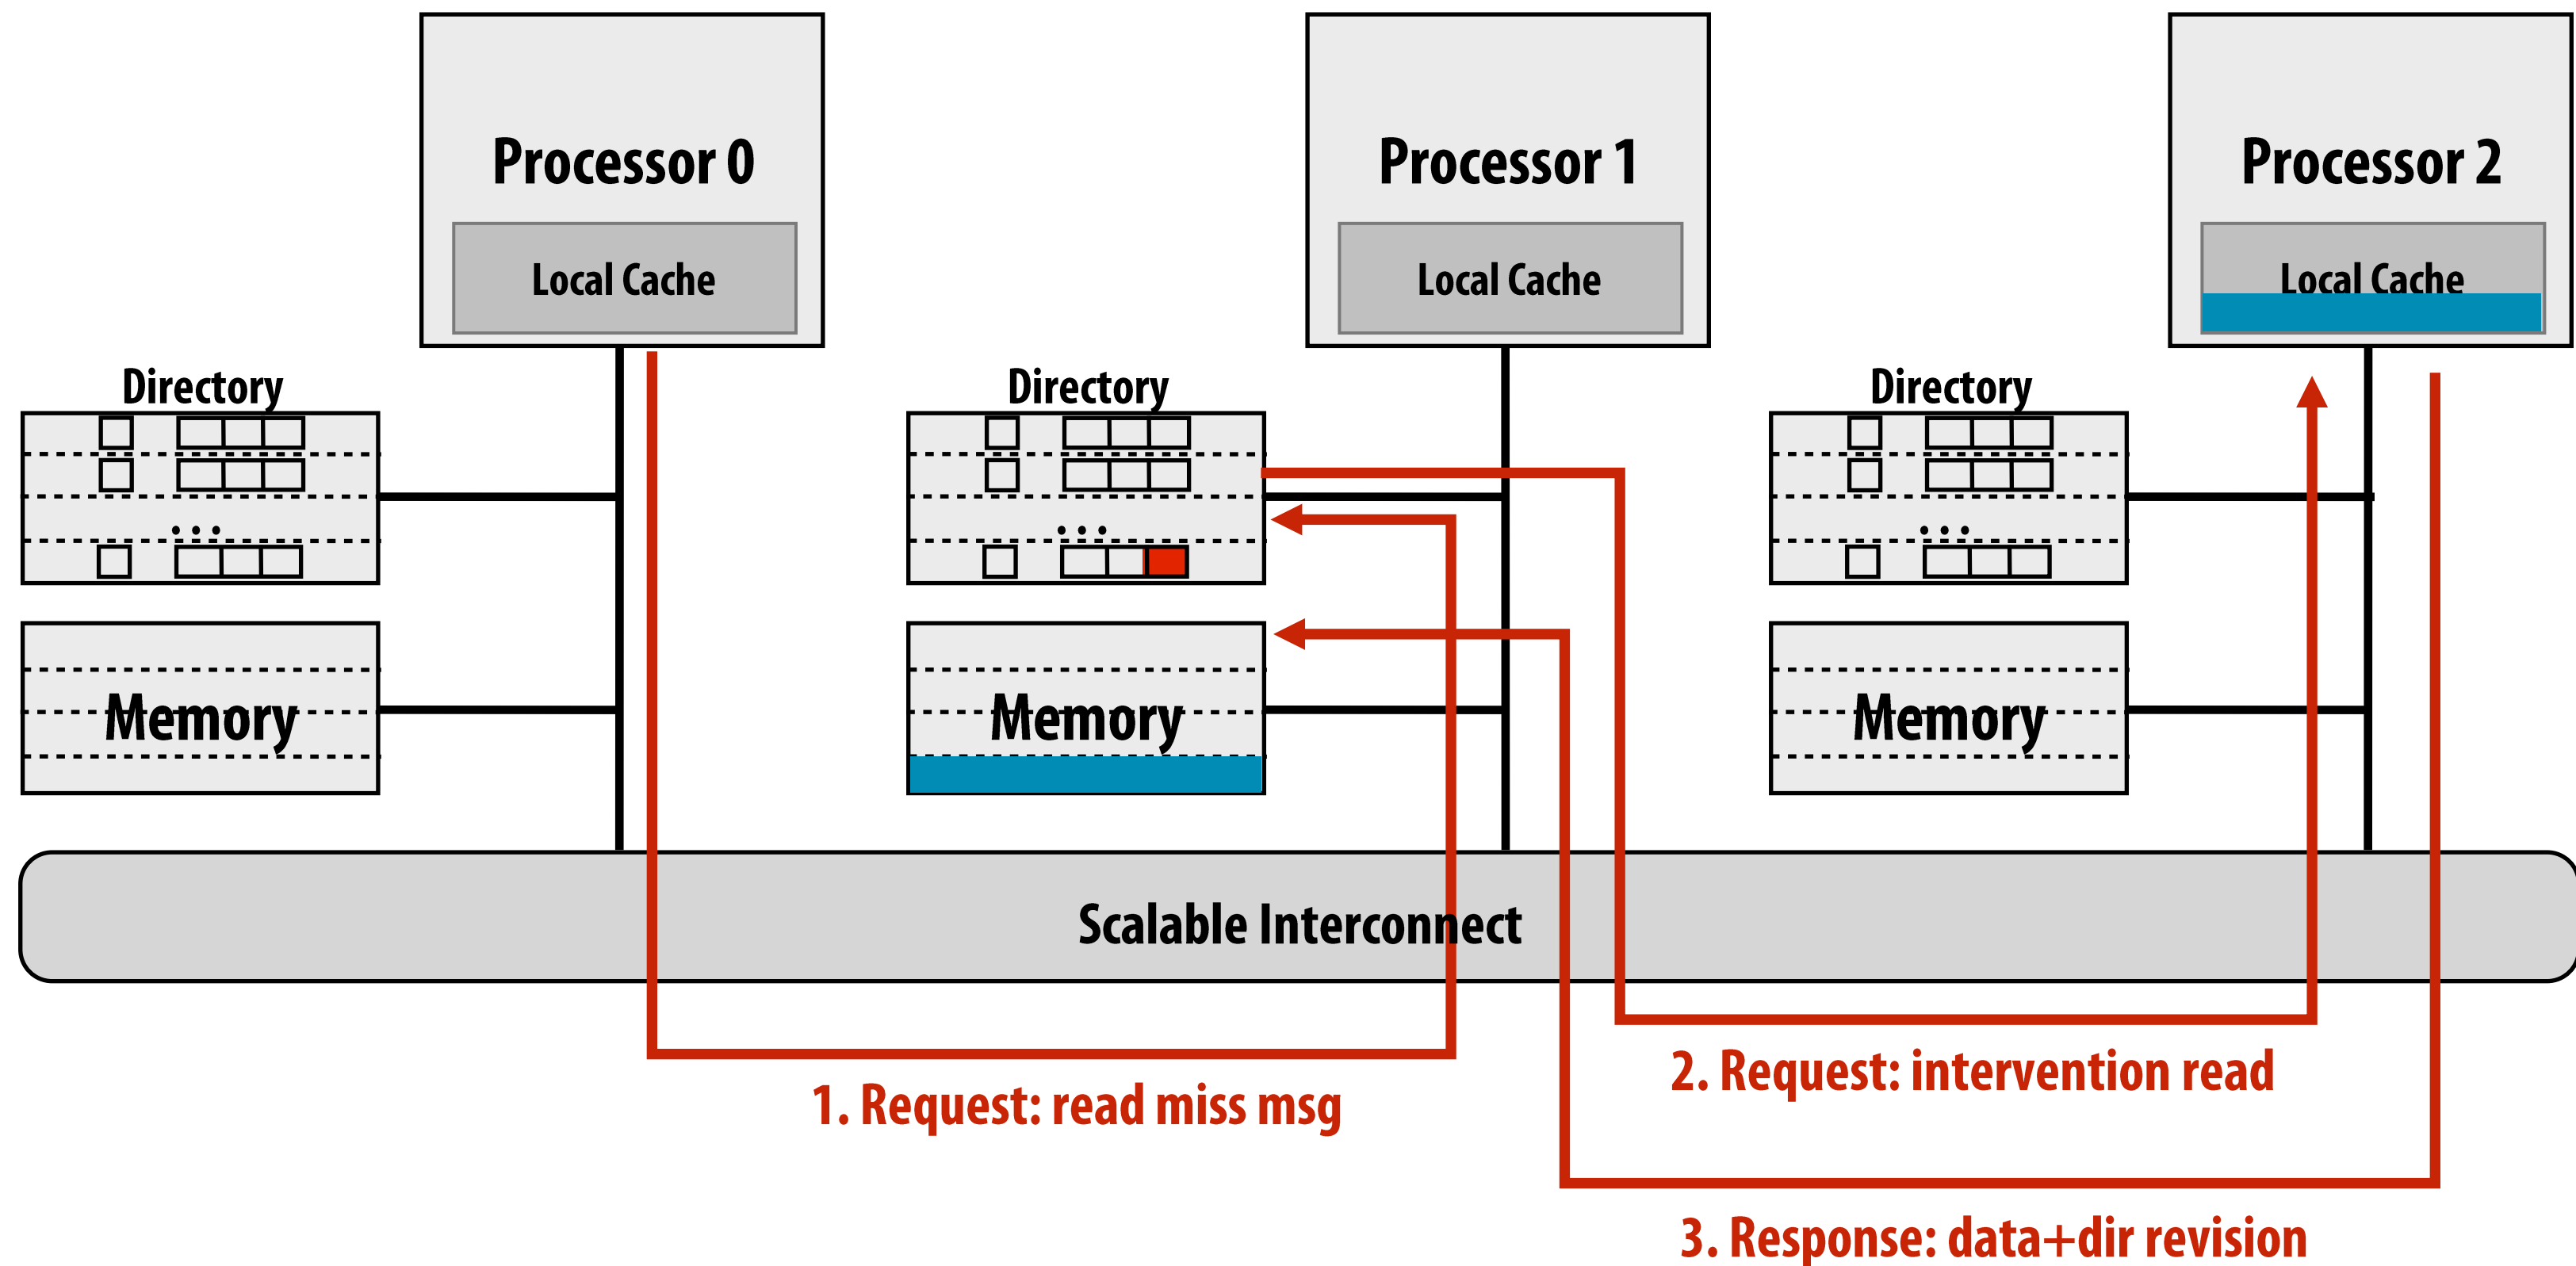 Processor 0
Processor 1
Processor 2
Local Cache
Local Cache
Local Cache
Directory
Directory
Directory
• • •
• • •
• • •
Memory
Memory
Memory
Scalable Interconnect
1. Request: read miss msg
2. Request: intervention read
3. Response: data+dir revision